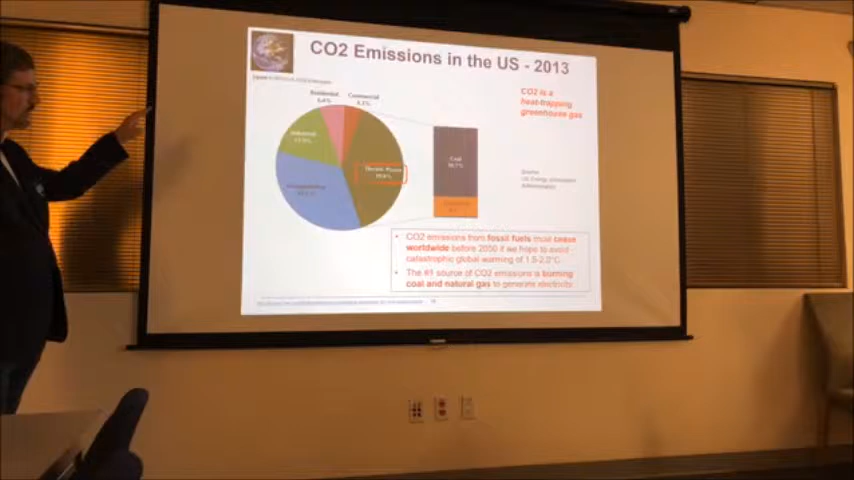 CO2 Emissions in the US - 2013
CO2 is a
heat-trapping
greenhouse gas
Residential
Commercial
Industrial
Electric Power
Coal
Source:
US Energy Information
Administration
• CO2 emissions from fossil fuels must cease
worldwide before 2050 if we hope to avoid
catastrophic global warming of 1.5-2.0°C.
• The #1 source of CO2 emissions is burning
coal and natural gas to generate electricity.